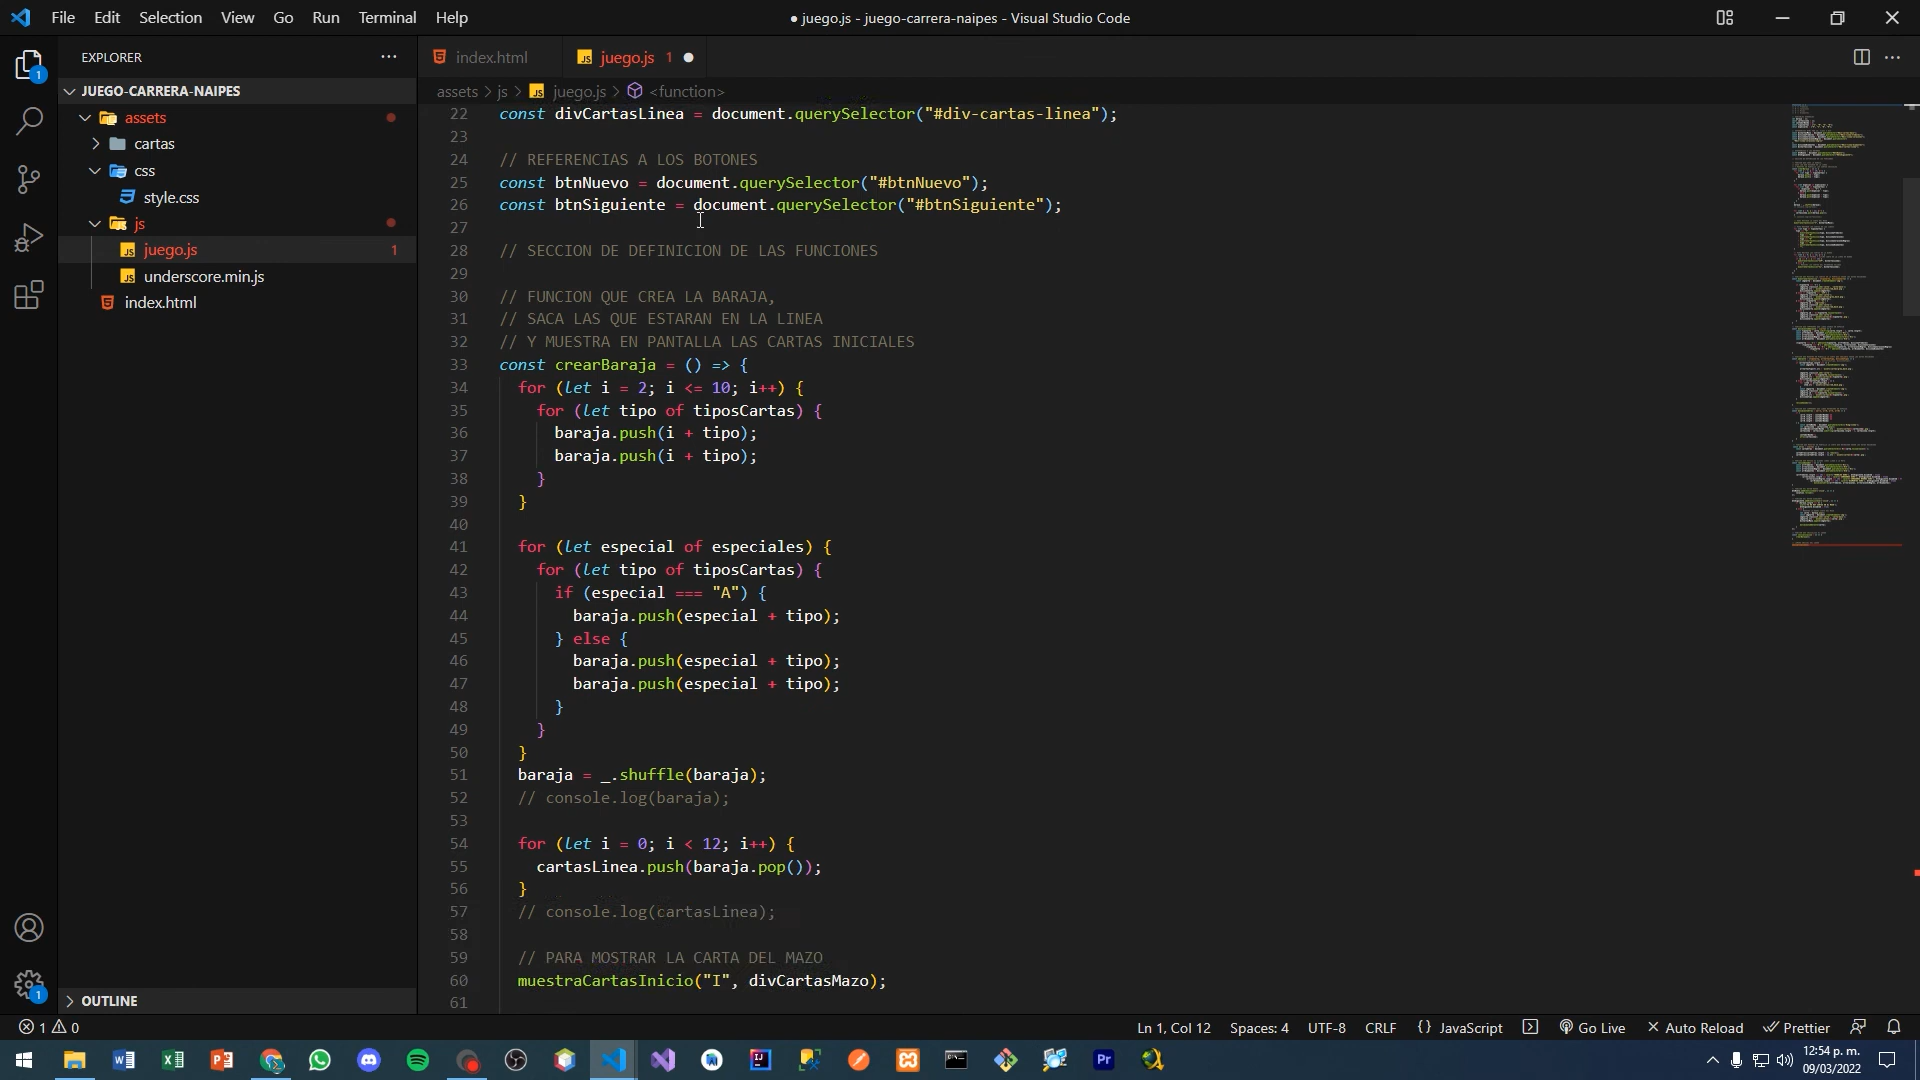 File Edit Selection View Go Run Terminal Help
● juego.js - juego-carrera-naipes - Visual Studio Code
EXPLORER
JUEGO-CARRERA-NAIPES
assets
cartas
css
style.css
js
juego.js 1
underscore.min.js
index.html
OUTLINE
1
1
index.html
juego.js 1
assets > js > juego.js > <function>
22 const divCartasLinea = document.querySelector("#div-cartas-linea");
23
24 // REFERENCIAS A LOS BOTONES
25 const btnNuevo = document.querySelector("#btnNuevo");
26 const btnSiguiente = document.querySelector("#btnSiguiente");
27
28 // SECCION DE DEFINICION DE LAS FUNCIONES
29
30 // FUNCION QUE CREA LA BARAJA,
31 // SACA LAS QUE ESTARAN EN LA LINEA
32 // Y MUESTRA EN PANTALLA LAS CARTAS INICIALES
33 const crearBaraja = () => {
34 for (let i = 2; i <= 10; i++) {
35 for (let tipo of tiposCartas) {
36 baraja.push(i + tipo);
37 baraja.push(i + tipo);
38 }
39 }
40
41 for (let especial of especiales) {
42 for (let tipo of tiposCartas) {
43 if (especial === "A") {
44 baraja.push(especial + tipo);
45 } else {
46 baraja.push(especial + tipo);
47 baraja.push(especial + tipo);
48 }
49 }
50 }
51 baraja = _.shuffle(baraja);
52 // console.log(baraja);
53
54 for (let i = 0; i < 12; i++) {
55 cartasLinea.push(baraja.pop());
56 }
57 // console.log(cartasLinea);
58
59 // PARA MOSTRAR LA CARTA DEL MAZO
60 muestraCartasInicio("I", divCartasMazo);
61
1 0
Ln 1, Col 12 Spaces: 4 UTF-8 CRLF { } JavaScript Go Live Auto Reload Prettier
12:54 p. m.
09/03/2022